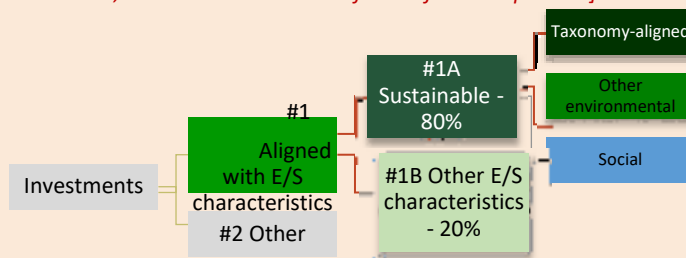 Taxonomy-aligned
#1A
Sustainable -
80%
Other
environmental
#1
Aligned
with E/S
characteristics
Social
Investments
#1B Other E/S
characteristics
- 20%
#2 Other